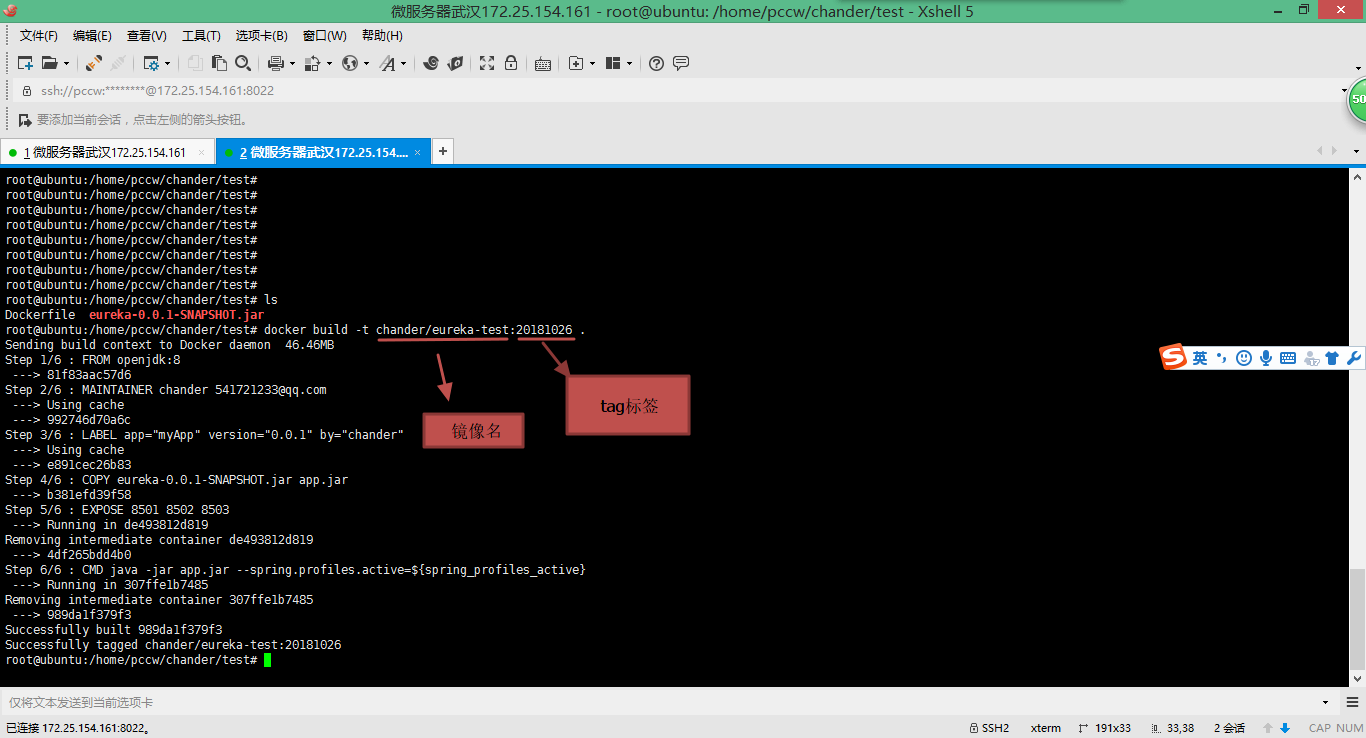 微服务器武汉172.25.154.161 - root@ubuntu: /home/pccw/chander/test - Xshell 5
文件(F) 编辑(E) 查看(V) 工具(T) 选项卡(B) 窗口(W) 帮助(H)
ssh://pccw:********@172.25.154.161:8022
50
要添加当前会话，点击左侧的箭头按钮。
1 微服务器武汉172.25.154.161 × 2 微服务器武汉172.25.154.... × +
root@ubuntu:/home/pccw/chander/test#
root@ubuntu:/home/pccw/chander/test#
root@ubuntu:/home/pccw/chander/test#
root@ubuntu:/home/pccw/chander/test#
root@ubuntu:/home/pccw/chander/test#
root@ubuntu:/home/pccw/chander/test#
root@ubuntu:/home/pccw/chander/test#
root@ubuntu:/home/pccw/chander/test#
root@ubuntu:/home/pccw/chander/test# ls
Dockerfile  eureka-0.0.1-SNAPSHOT.jar
root@ubuntu:/home/pccw/chander/test# docker build -t chander/eureka-test:20181026 .
Sending build context to Docker daemon  46.46MB
Step 1/6 : FROM openjdk:8
 ---> 81f83aac57d6
Step 2/6 : MAINTAINER chander 541721233@qq.com
 ---> Using cache
 ---> 992746d70a6c
Step 3/6 : LABEL app="myApp" version="0.0.1" by="chander"
 ---> Using cache
 ---> e891cec26b83
Step 4/6 : COPY eureka-0.0.1-SNAPSHOT.jar app.jar
 ---> b381efd39f58
Step 5/6 : EXPOSE 8501 8502 8503
 ---> Running in de493812d819
Removing intermediate container de493812d819
 ---> 4df265bdd4b0
Step 6/6 : CMD java -jar app.jar --spring.profiles.active=${spring_profiles_active}
 ---> Running in 307ffe1b7485
Removing intermediate container 307ffe1b7485
 ---> 989da1f379f3
Successfully built 989da1f379f3
Successfully tagged chander/eureka-test:20181026
root@ubuntu:/home/pccw/chander/test#
tag标签
镜像名
S 英
仅将文本发送到当前选项卡
已连接 172.25.154.161:8022。 SSH2 xterm 191x33 33,38 2 会话 CAP NUM